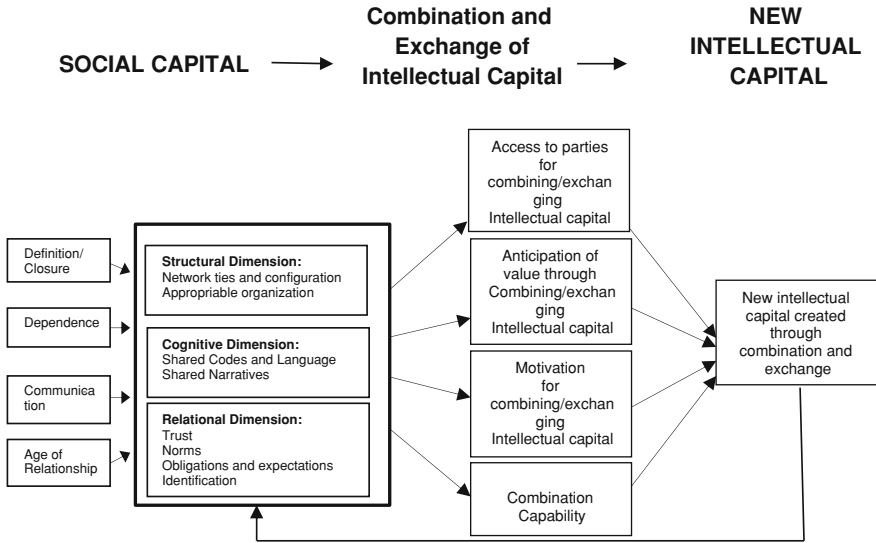 SOCIAL CAPITAL
Combination and
Exchange of
Intellectual Capital
NEW
INTELLECTUAL
CAPITAL
Definition/
Closure
Dependence
Communica
tion
Age of
Relationship
Structural Dimension:
Network ties and configuration
Appropriable organization
Cognitive Dimension:
Shared Codes and Language
Shared Narratives
Relational Dimension:
Trust
Norms
Obligations and expectations
Identification
Access to parties
for
combining/exchan
ging
Intellectual capital
Anticipation of
value through
Combining/exchan
ging
Intellectual capital
Motivation
for
combining/exchan
ging
Intellectual capital
Combination
Capability
New intellectual
capital created
through
combination and
exchange